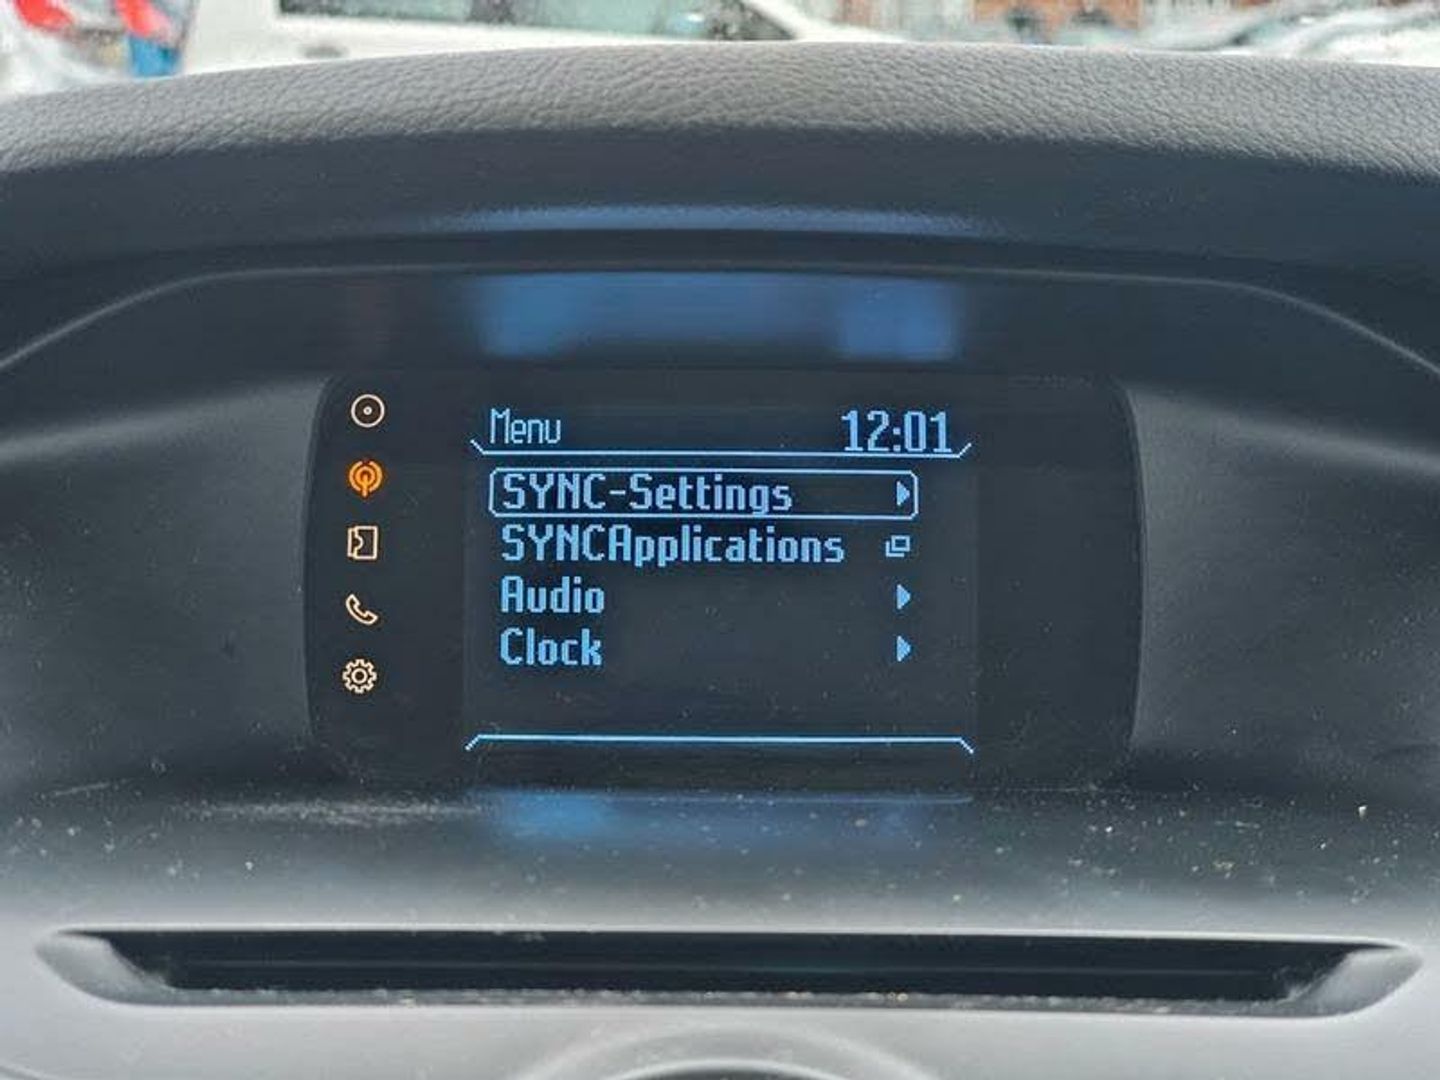 Menu 12:01
SYNC-Settings
SYNCApplications
Audio
Clock